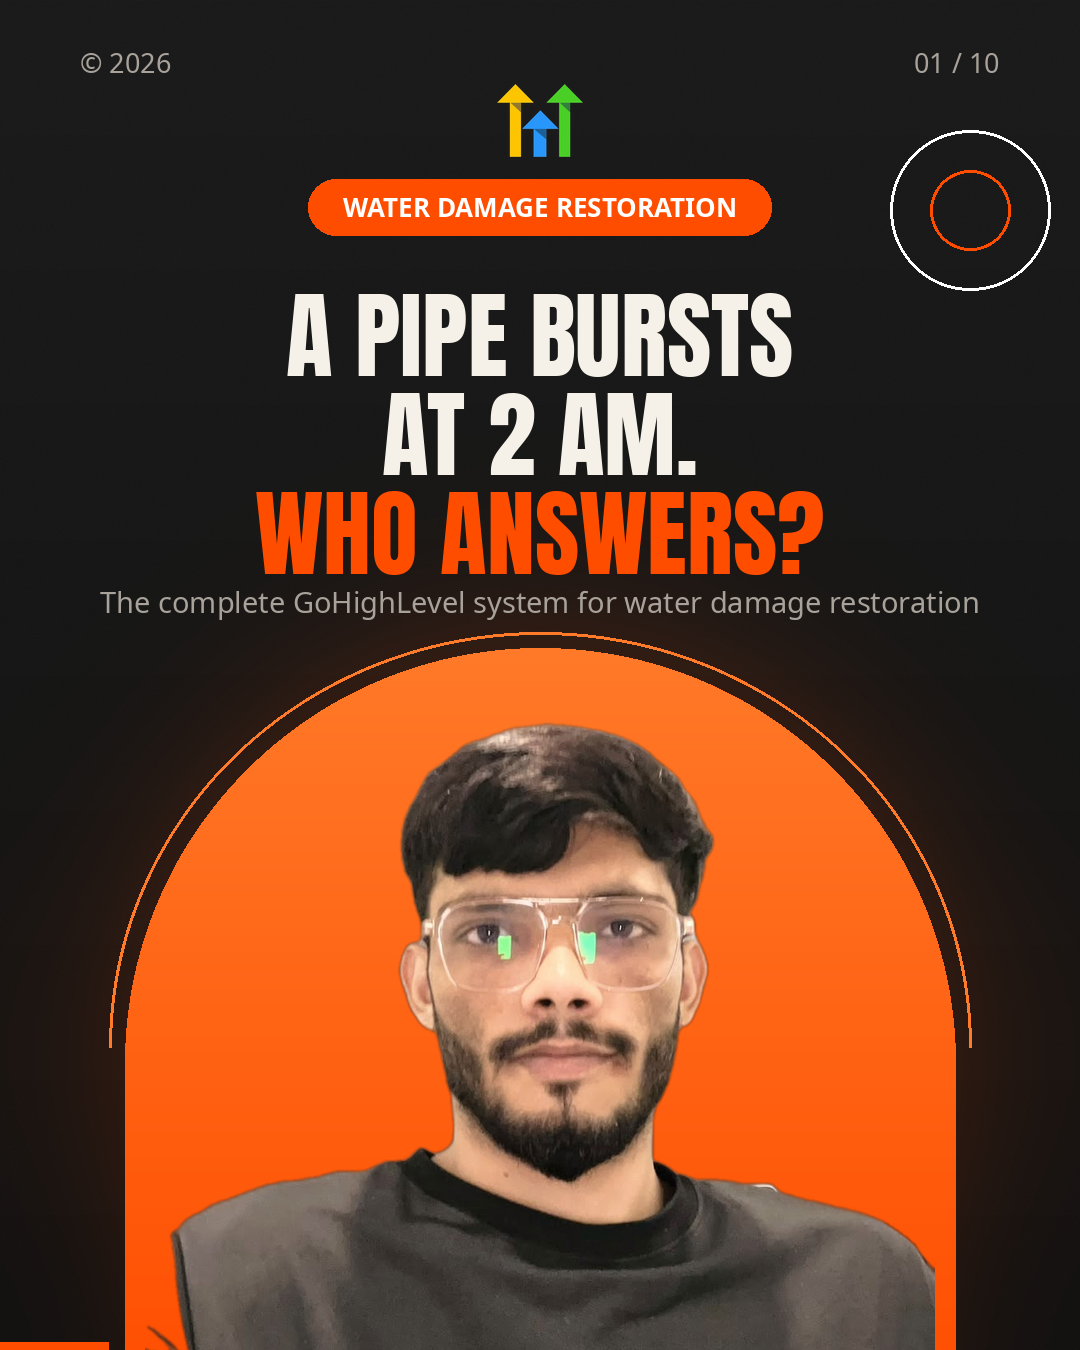 © 2026
01 / 10
WATER DAMAGE RESTORATION
A PIPE BURSTS
AT 2 AM.
WHO ANSWERS?
The complete GoHighLevel system for water damage restoration